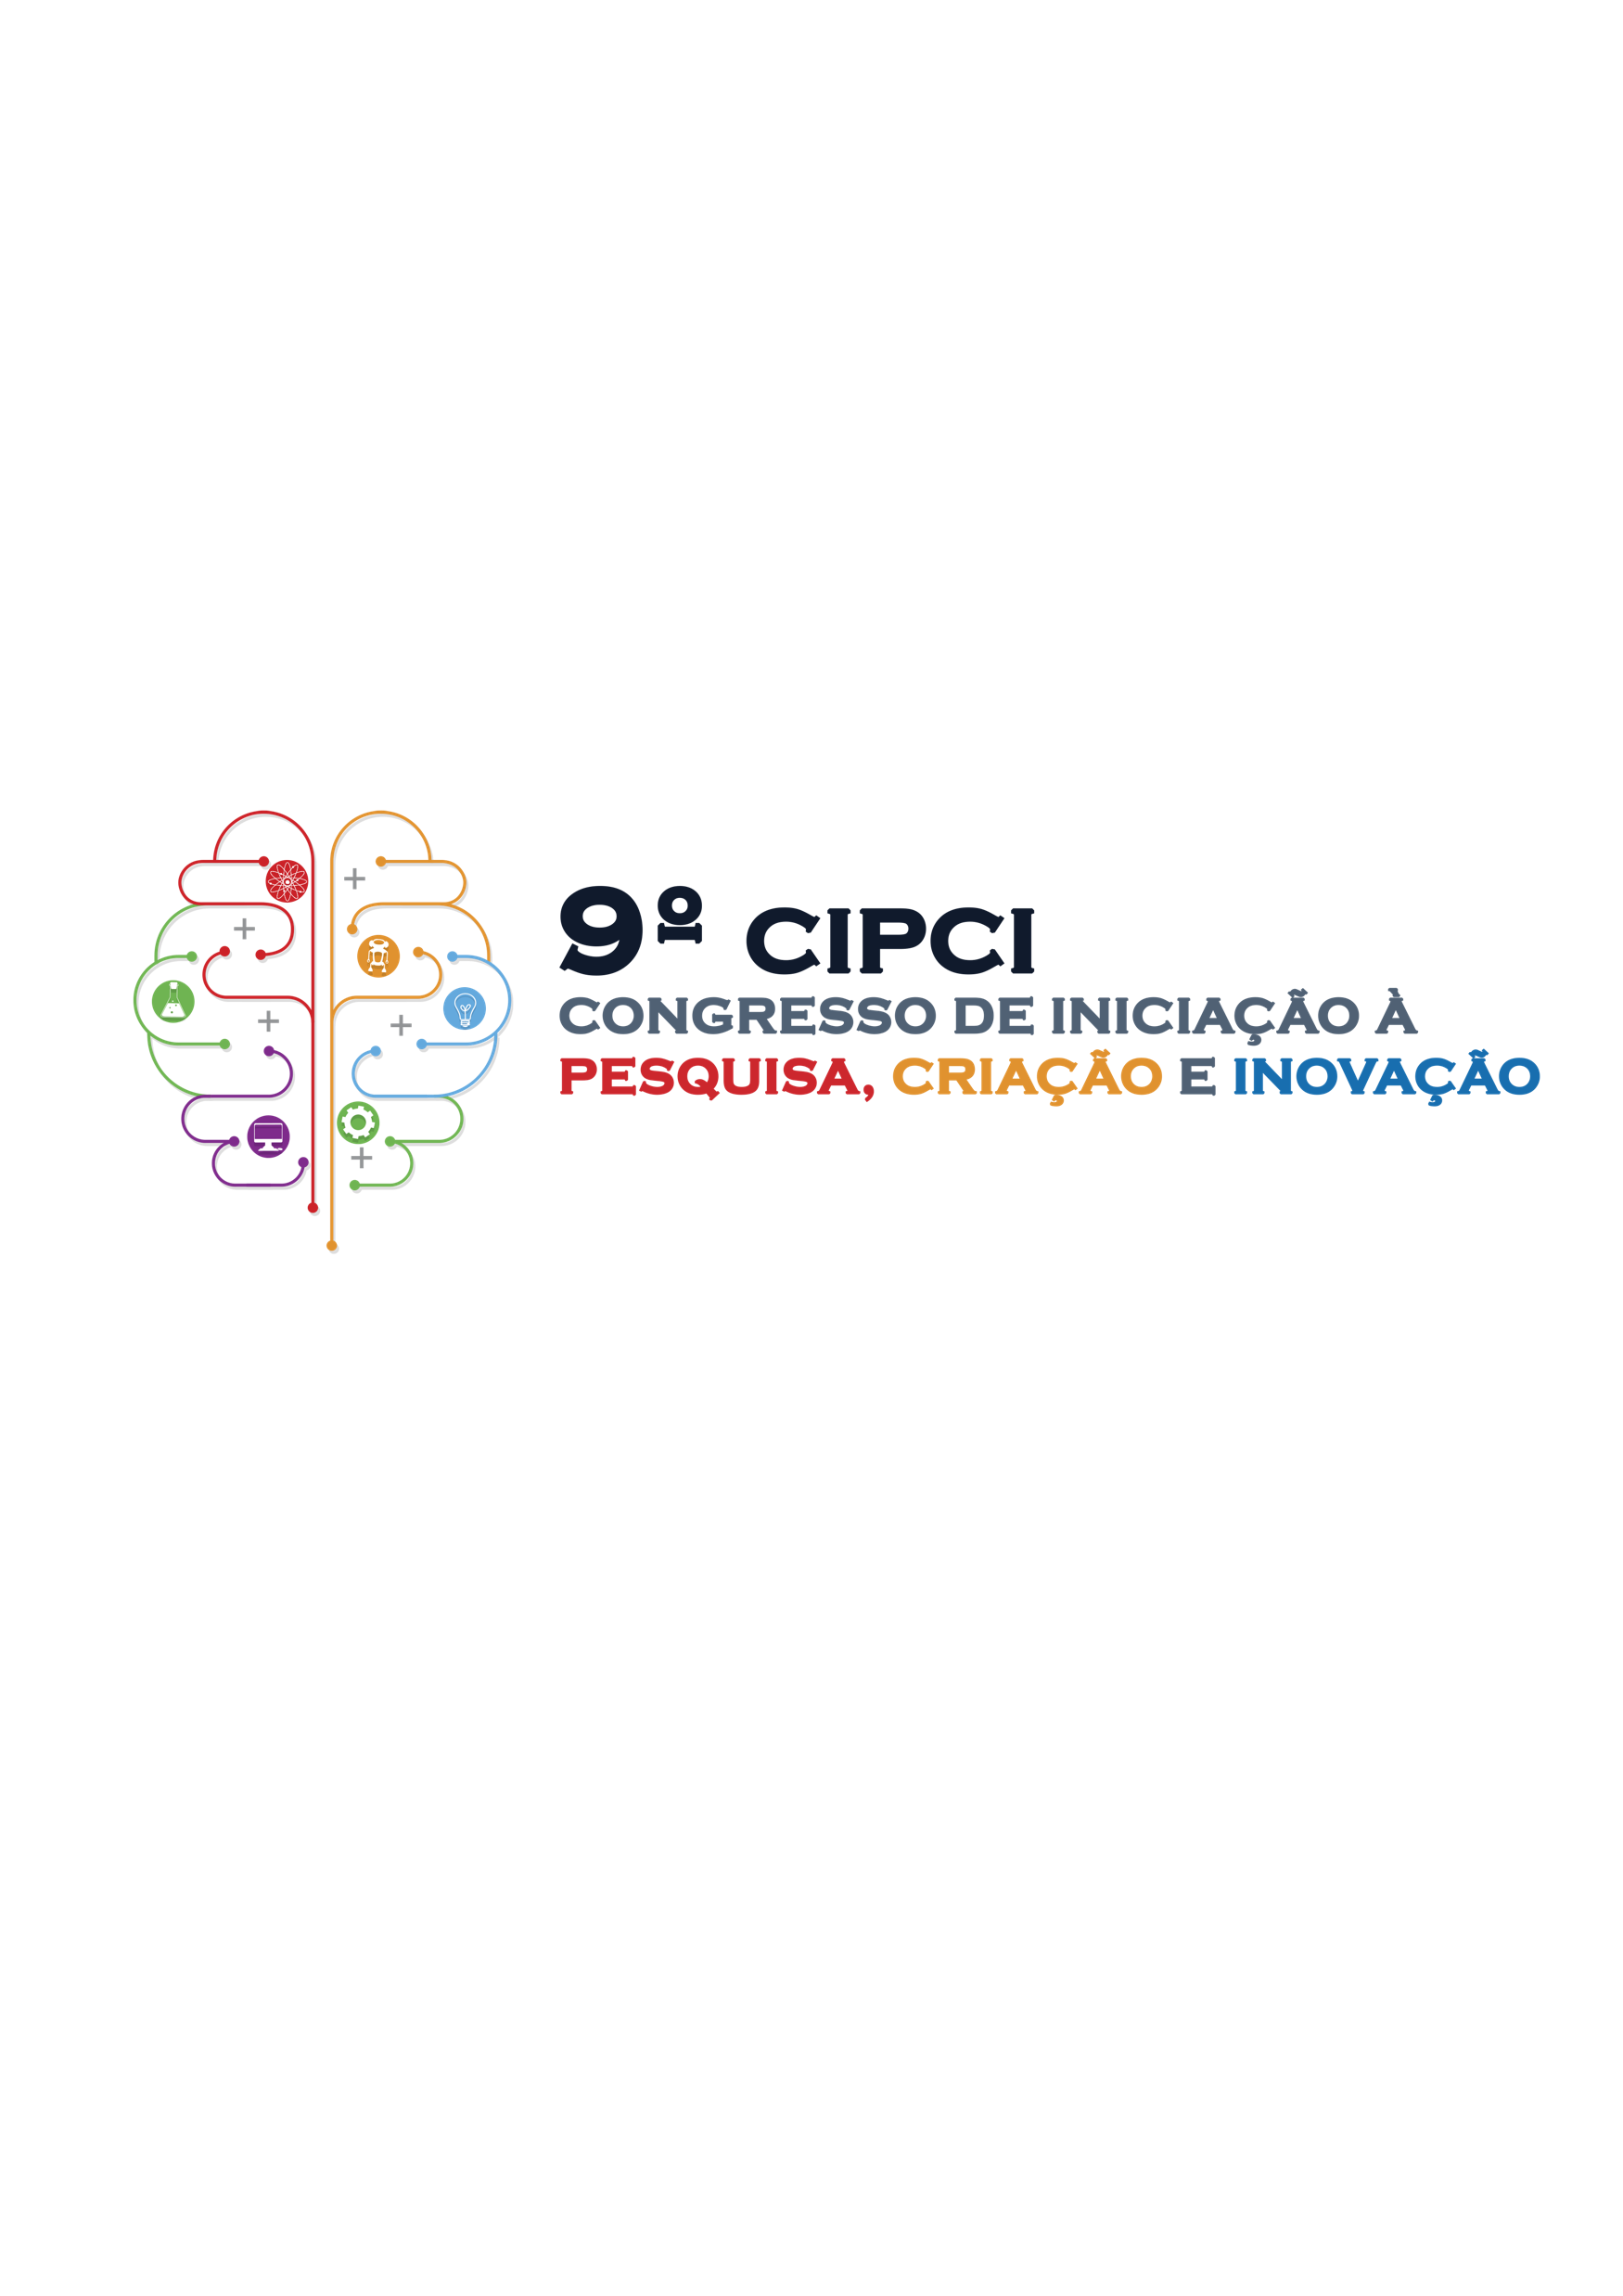 9º CIPCI
CONGRESSO DE INICIAÇÃO À
PESQUISA, CRIAÇÃO E INOVAÇÃO